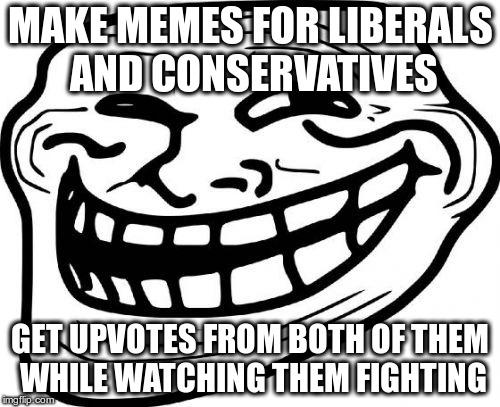 MAKE MEMES FOR LIBERALS
AND CONSERVATIVES
GET UPVOTES FROM BOTH OF THEM
WHILE WATCHING THEM FIGHTING
imgflip.com